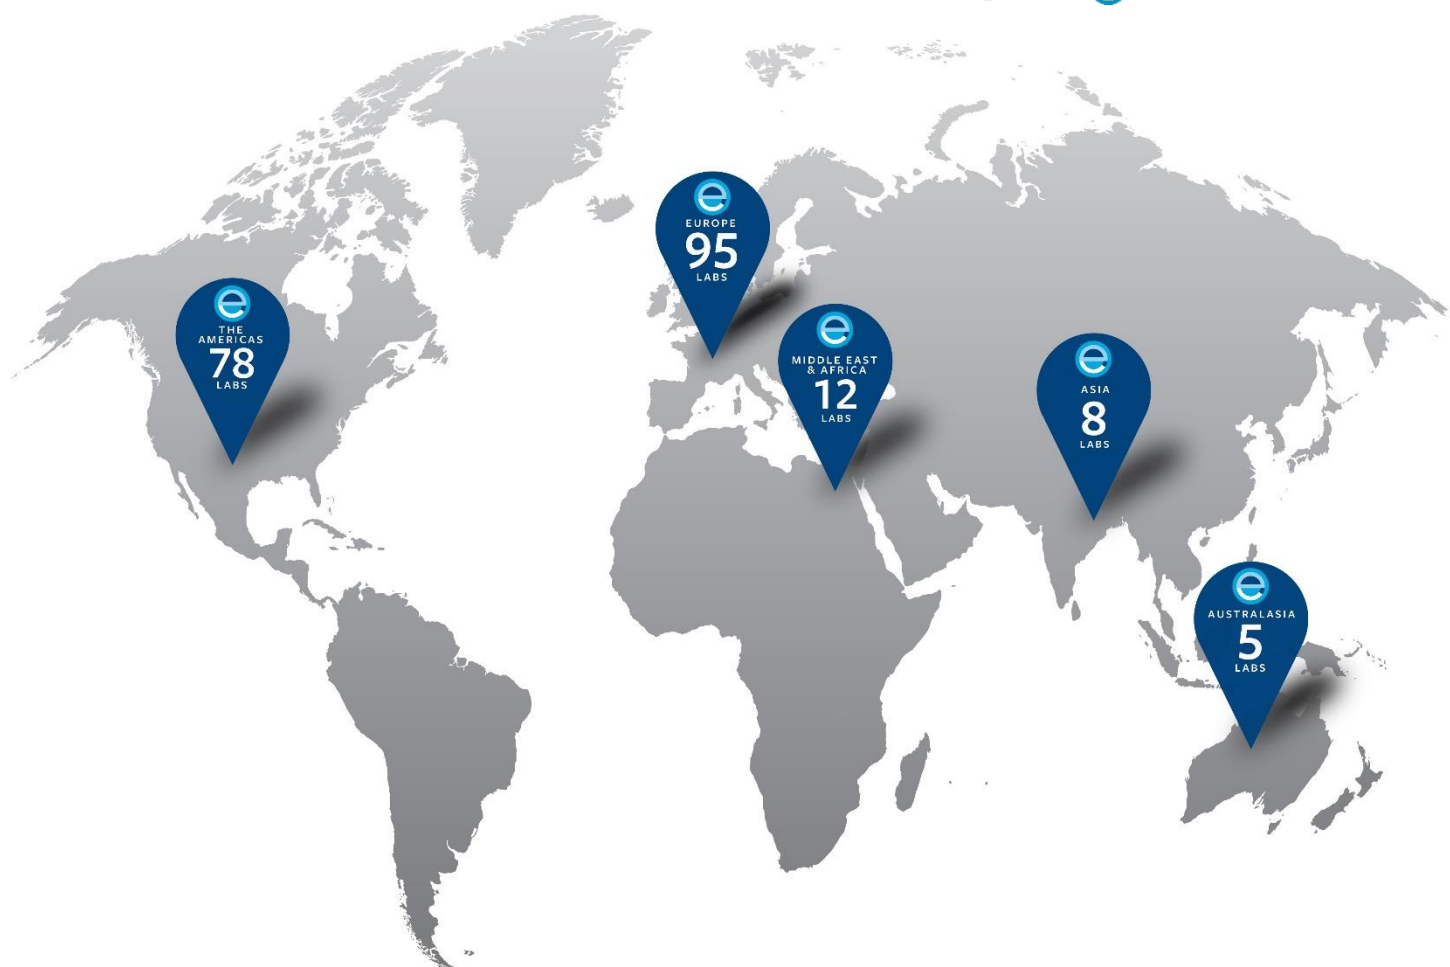 EUROPE
95
LABS
THE
AMERICAS
78
LABS
MIDDLE EAST
& AFRICA
12
LABS
ASIA
8
LABS
AUSTRALASIA
5
LABS